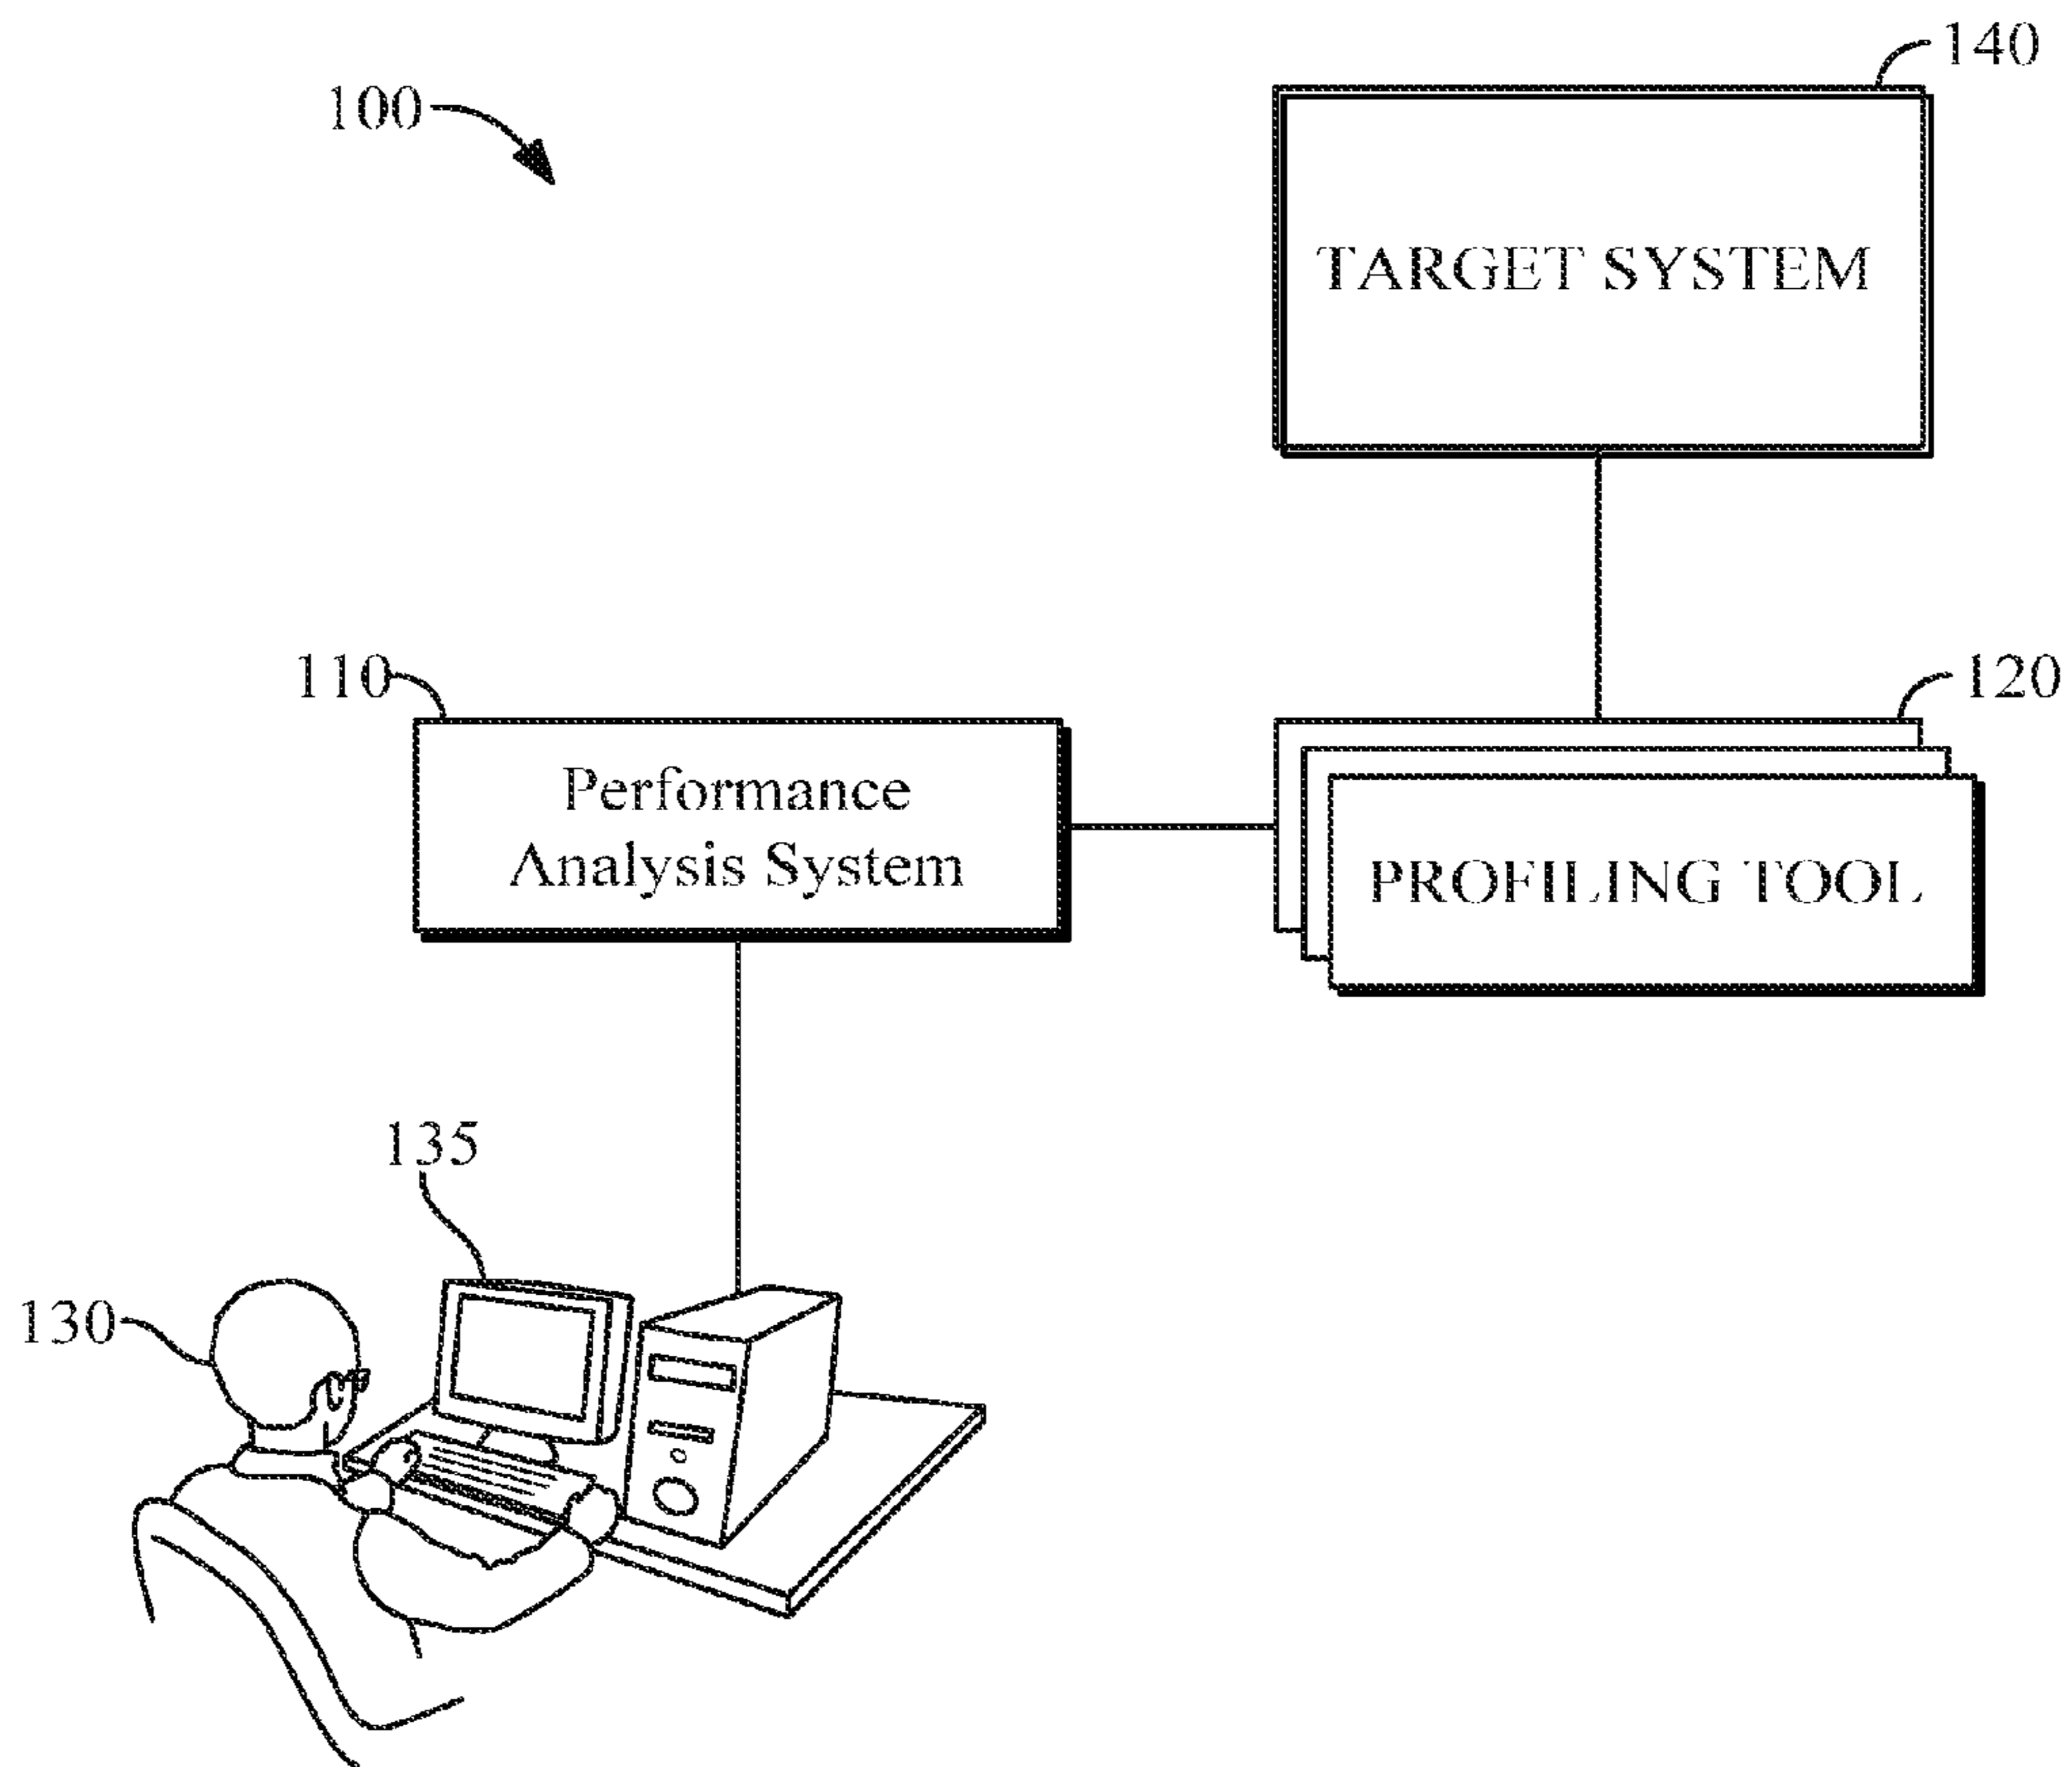 140
100
TARGET SYSTEM
110
120
Performance
Analysis System
PROFILING TOOL
135
130